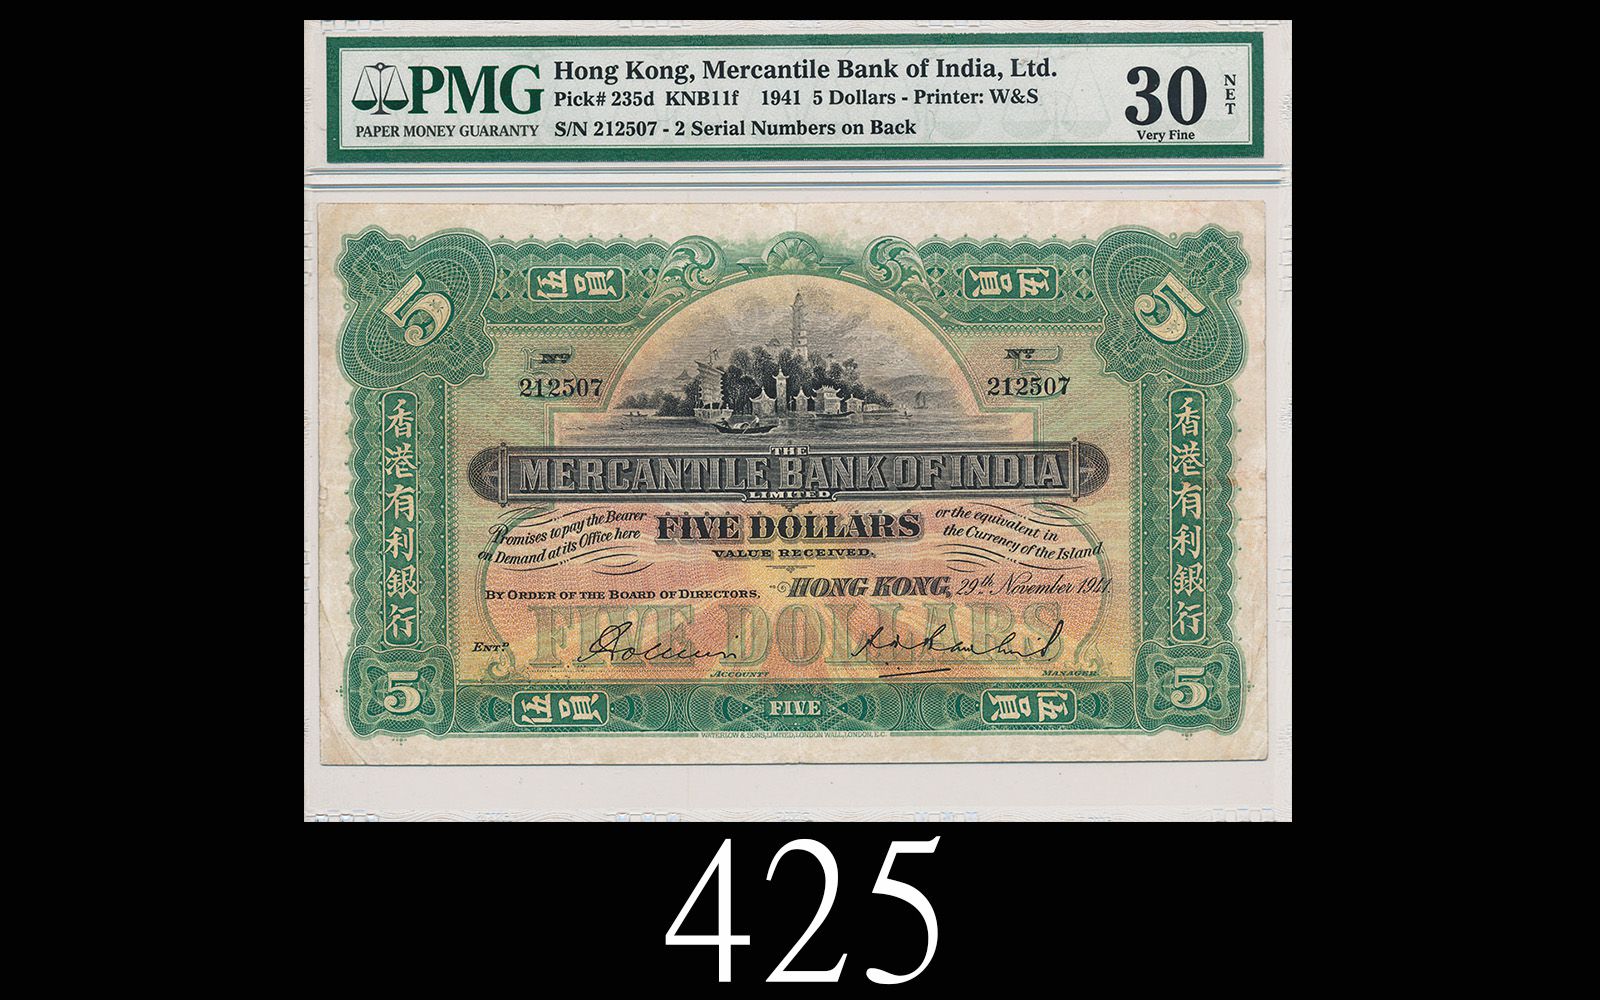 PMG
PAPER MONEY GUARANTY
Hong Kong, Mercantile Bank of India, Ltd.
Pick# 235d KNB11f 1941 5 Dollars - Printer: W&S
S/N 212507 - 2 Serial Numbers on Back
30
Very Fine
NET
5
伍員
伍員
5
Nº
212507
Nº
212507
香港有利銀行
香港有利銀行
THE
MERCANTILE BANK OF INDIA
LIMITED
Promises to pay the Bearer
on Demand at its Office here
FIVE DOLLARS
or the equivalent in
the Currency of the Island.
VALUE RECEIVED.
BY ORDER OF THE BOARD OF DIRECTORS.
HONG KONG, 29th November 1941.
FIVE DOLLARS
ENTD
ACCOUNTT
MANAGER.
5
伍員
FIVE
伍員
5
WATERLOW & SONS, LIMITED, LONDON WALL, LONDON, E.C.
425